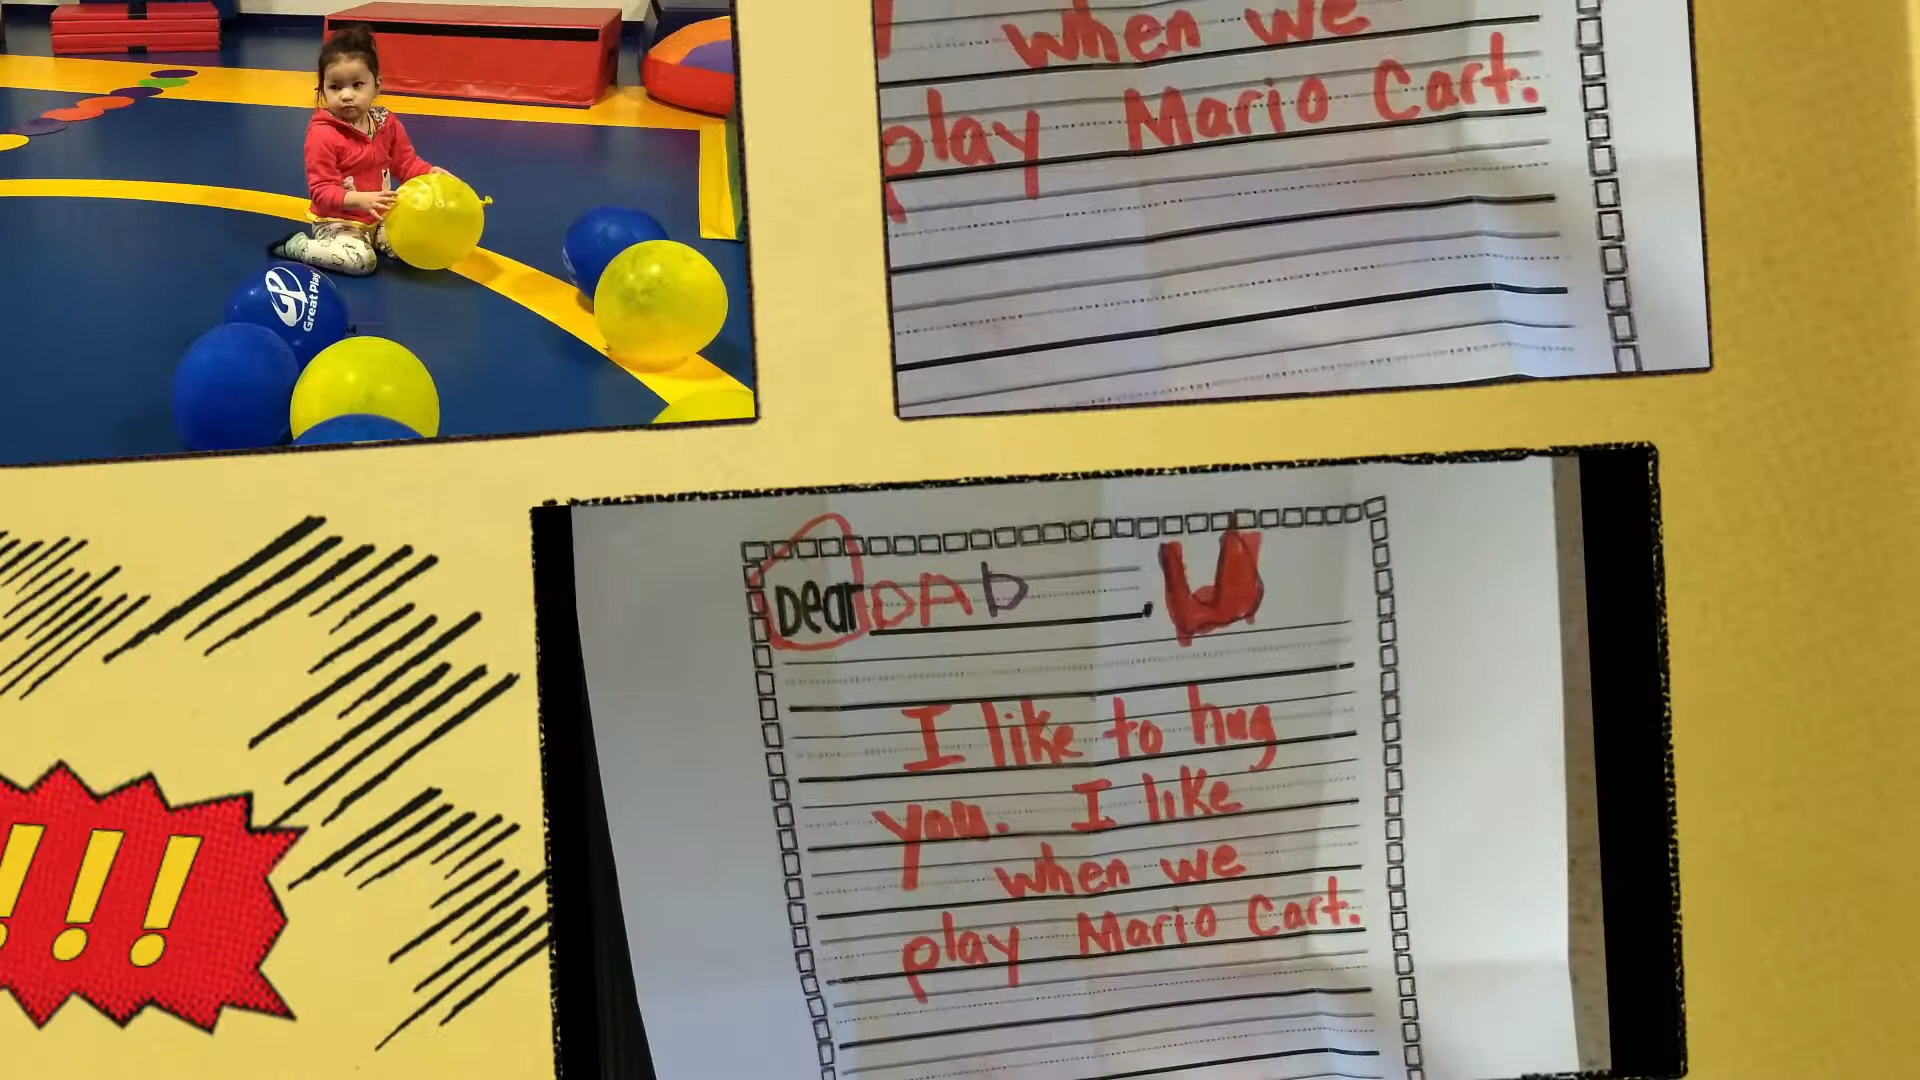 when we
play Mario Cart.
GP
Great Play
Dear DAD,
I like to hug
you. I like
when we
play Mario Cart.
!!!